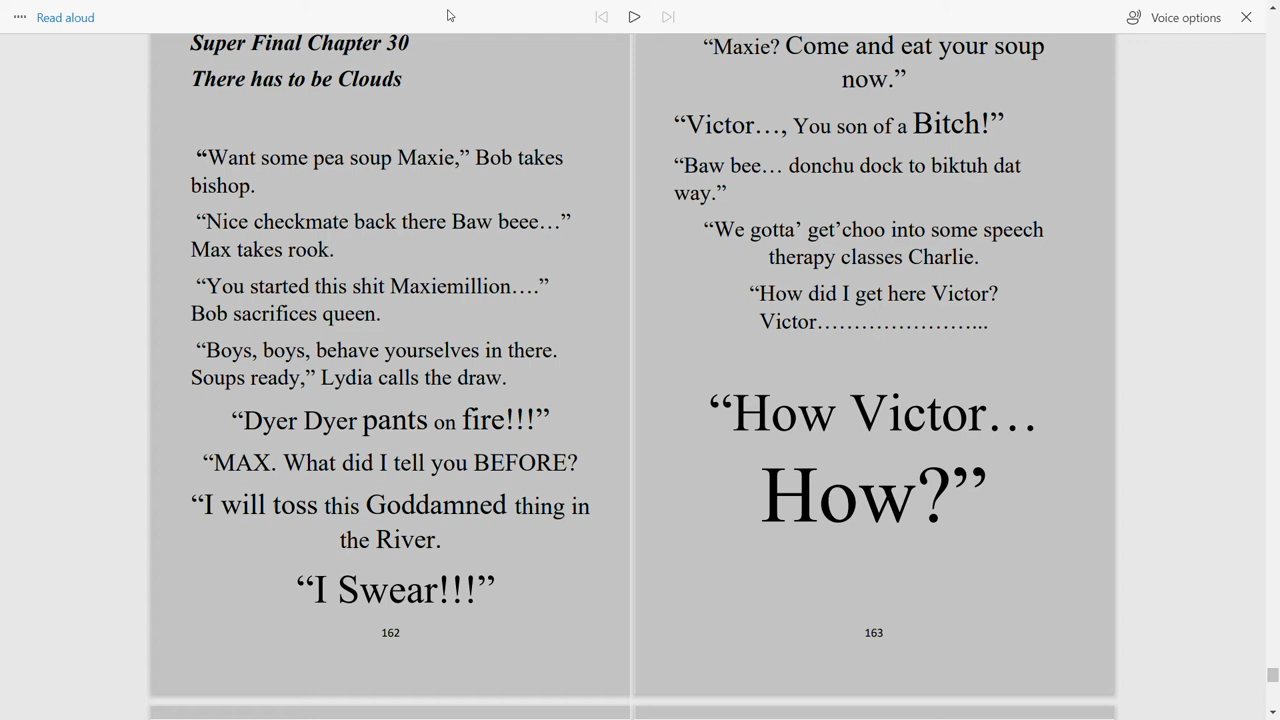 Read aloud
Voice options
Super Final Chapter 30
There has to be Clouds
“Want some pea soup Maxie,” Bob takes
bishop.
“Nice checkmate back there Baw beee…”
Max takes rook.
“You started this shit Maxiemillion….”
Bob sacrifices queen.
“Boys, boys, behave yourselves in there.
Soups ready,” Lydia calls the draw.
“Dyer Dyer pants on fire!!!”
“MAX. What did I tell you BEFORE?
“I will toss this Goddamned thing in
the River.
“I Swear!!!”
162
“Maxie? Come and eat your soup
now.”
“Victor…, You son of a Bitch!”
“Baw bee… donchu dock to biktuh dat
way.”
“We gotta’ get’choo into some speech
therapy classes Charlie.
“How did I get here Victor?
Victor…………………...
“How Victor…
How?”
163